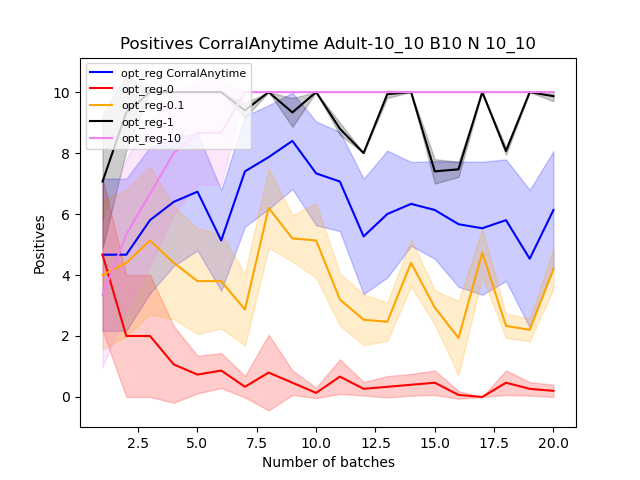 Positives CorralAnytime Adult-10_10 B10 N 10_10
opt_reg CorralAnytime
opt_reg-0
opt_reg-0.1
opt_reg-1
opt_reg-10
Positives
10
8
6
4
2
0
2.5 5.0 7.5 10.0 12.5 15.0 17.5 20.0
Number of batches